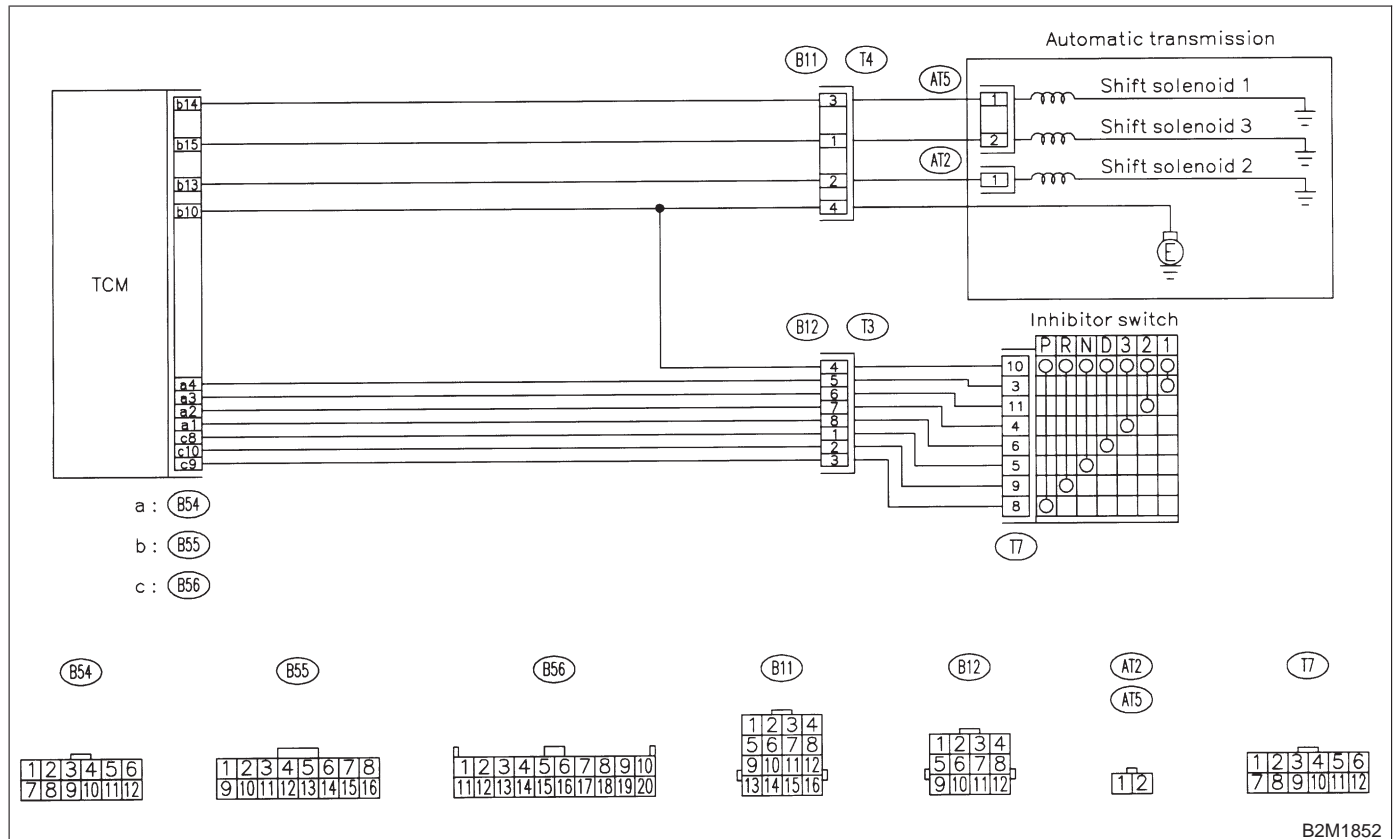 Automatic transmission
B11 T4
AT5
b14 3 1 Shift solenoid 1
b15 1 2 Shift solenoid 3
AT2
b13 2 1 Shift solenoid 2
b10 4
E
TCM
B12 T3
Inhibitor switch
P R N D 3 2 1
4 10
a4 5 3
a3 6 11
a2 7 4
a1 8 6
c8 1 5
c10 2 9
c9 3 8
a : B54
T7
b : B55
c : B56
B54 B55 B56 B11 B12 AT2 T7
AT5
1 2 3 4 5 6
7 8 9 10 11 12
1 2 3 4 5 6 7 8
9 10 11 12 13 14 15 16
1 2 3 4 5 6 7 8 9 10
11 12 13 14 15 16 17 18 19 20
1 2 3 4
5 6 7 8
9 10 11 12
13 14 15 16
1 2 3 4
5 6 7 8
9 10 11 12
1 2
1 2 3 4 5 6
7 8 9 10 11 12
B2M1852